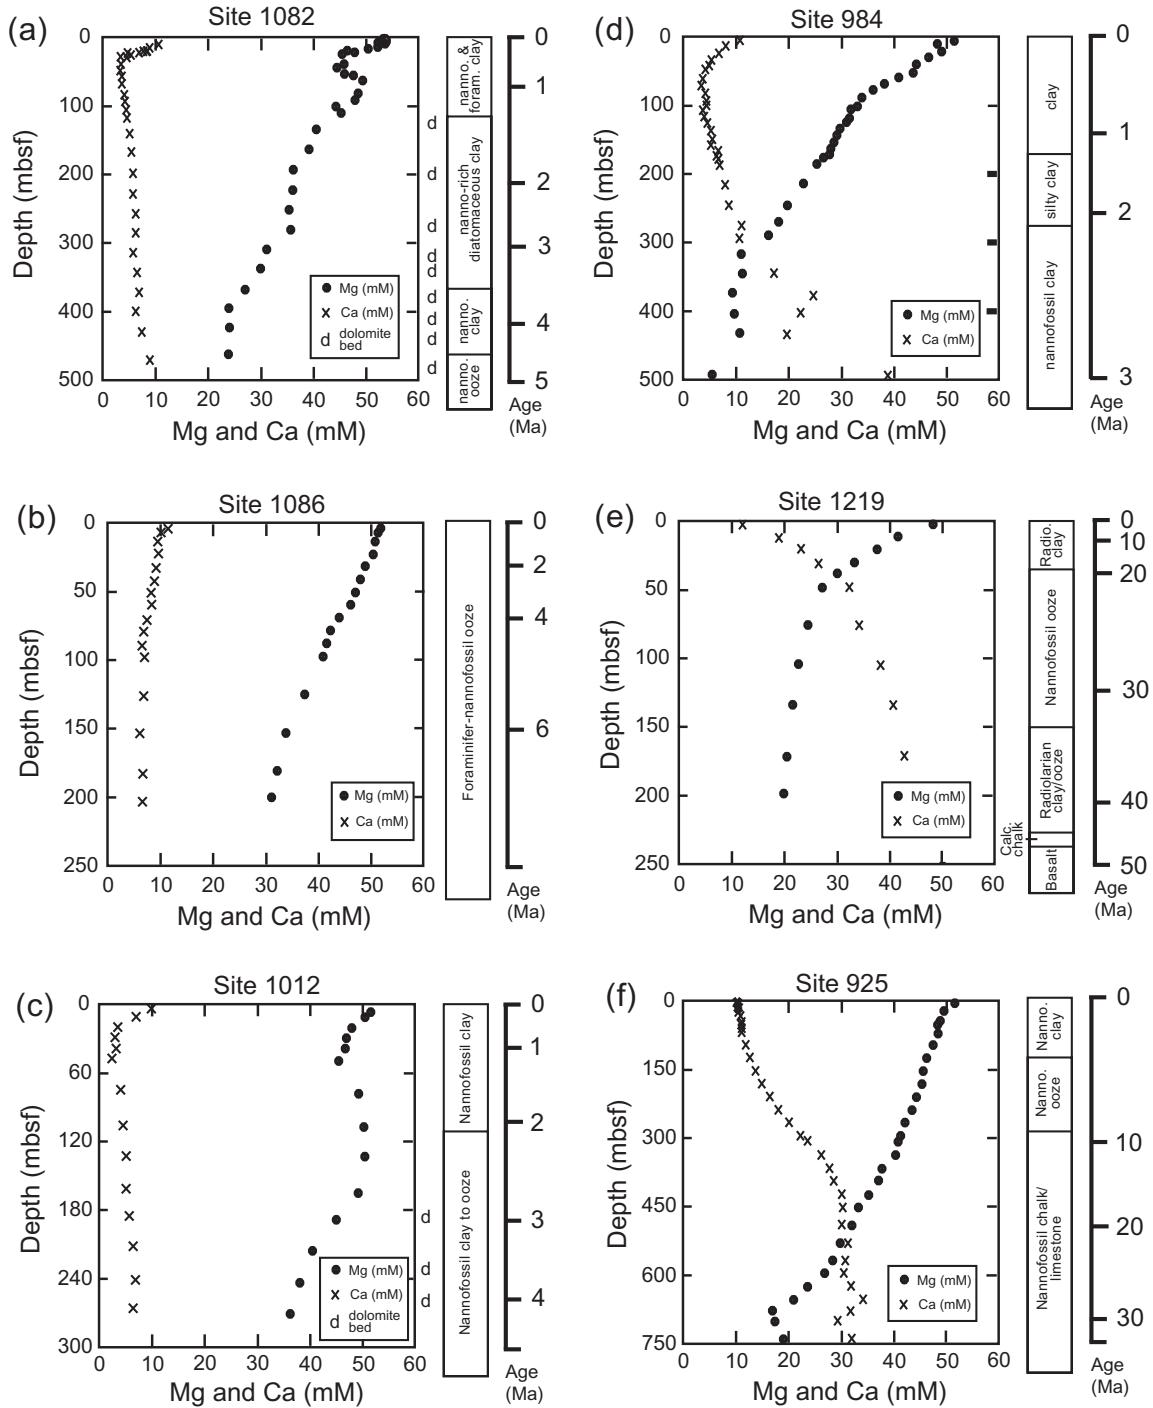 (a)
Site 1082
0
100
200
300
400
500
Depth (mbsf)
0 10 20 30 40 50 60
Mg and Ca (mM)
Mg (mM)
Ca (mM)
d dolomite
bed
d
d
d
d
d
d
d
d
d
nanno. &
foram. clay
nanno-rich
diatomaceous clay
nanno.
clay
nanno.
ooze
0
1
2
3
4
5
Age
(Ma)
(d)
Site 984
0
100
200
300
400
500
Depth (mbsf)
0 10 20 30 40 50 60
Mg and Ca (mM)
Mg (mM)
Ca (mM)
clay
silty clay
nannofossil clay
0
1
2
3
Age
(Ma)
(b)
Site 1086
0
50
100
150
200
250
Depth (mbsf)
0 10 20 30 40 50 60
Mg and Ca (mM)
Mg (mM)
Ca (mM)
Foraminifer-nannofossil ooze
0
2
4
6
Age
(Ma)
(e)
Site 1219
0
50
100
150
200
250
Depth (mbsf)
0 10 20 30 40 50 60
Mg and Ca (mM)
Mg (mM)
Ca (mM)
Radio.
clay
Nannofossil ooze
Radiolarian
clay/ooze
Calc.
chalk
Basalt
0
10
20
30
40
50
Age
(Ma)
(c)
Site 1012
0
60
120
180
240
300
Depth (mbsf)
0 10 20 30 40 50 60
Mg and Ca (mM)
Mg (mM)
Ca (mM)
d dolomite
bed
d
d
d
Nannofossil clay
Nannofossil clay to ooze
0
1
2
3
4
Age
(Ma)
(f)
Site 925
0
150
300
450
600
750
Depth (mbsf)
0 10 20 30 40 50 60
Mg and Ca (mM)
Mg (mM)
Ca (mM)
Nanno.
clay
Nanno.
ooze
Nannofossil chalk/
limestone
0
10
20
30
Age
(Ma)